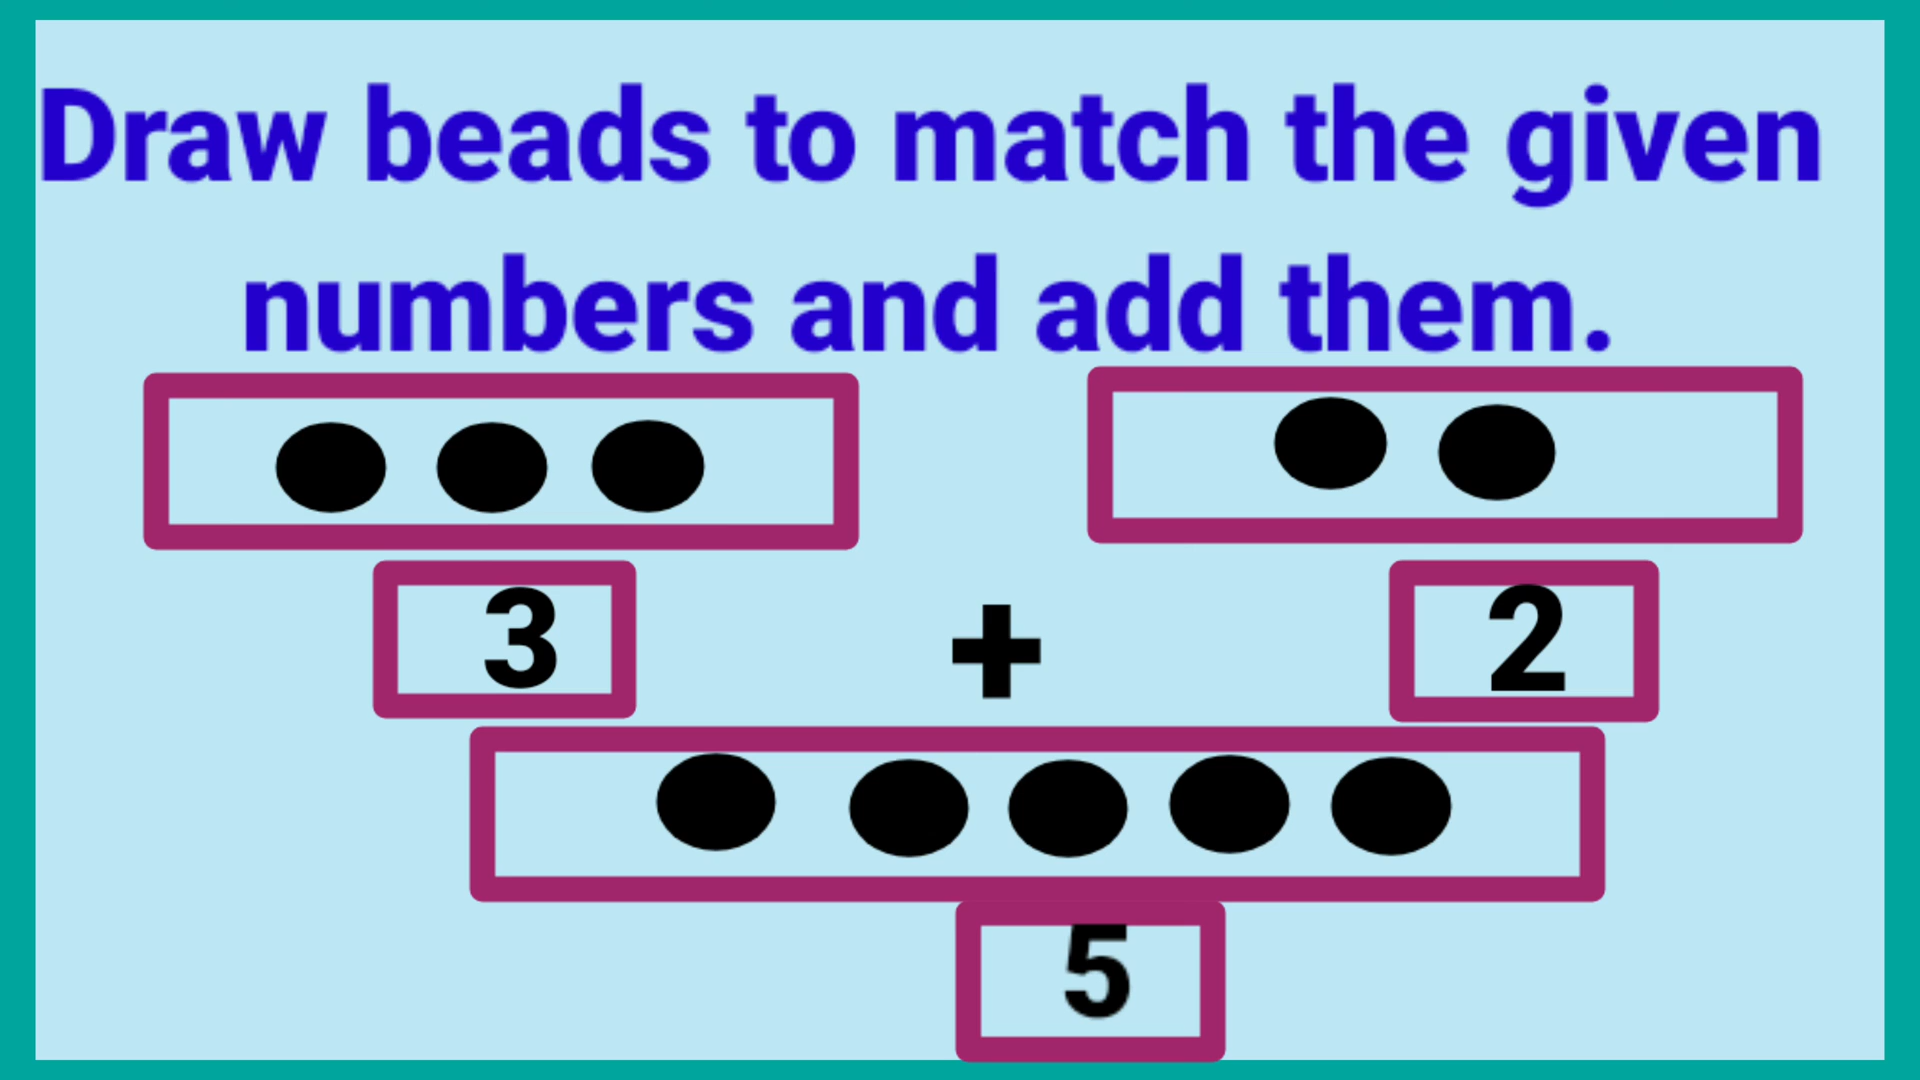 Draw beads to match the given
numbers and add them.
3 + 2
5